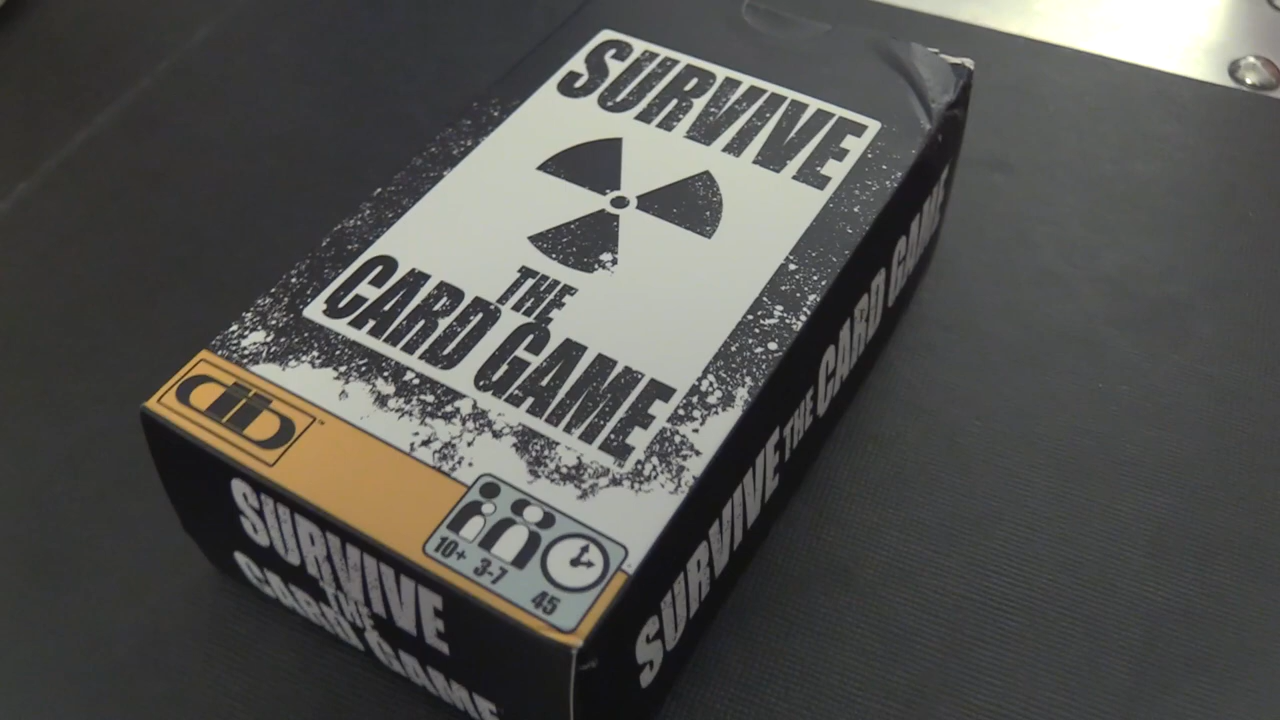 SURVIVE
THE
CARD GAME
10+
3-7
45
SURVIVE
THE
CARD GAME
SURVIVE THE CARD GAME